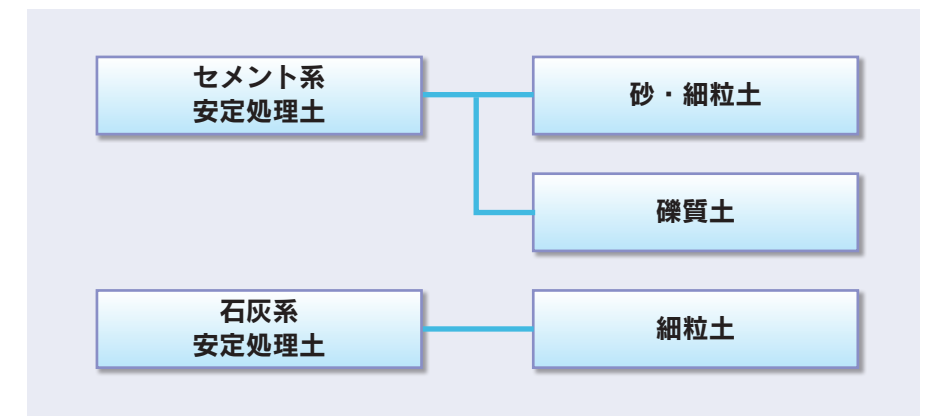 セメント系
安定処理土
砂・細粒土
礫質土
石灰系
安定処理土
細粒土